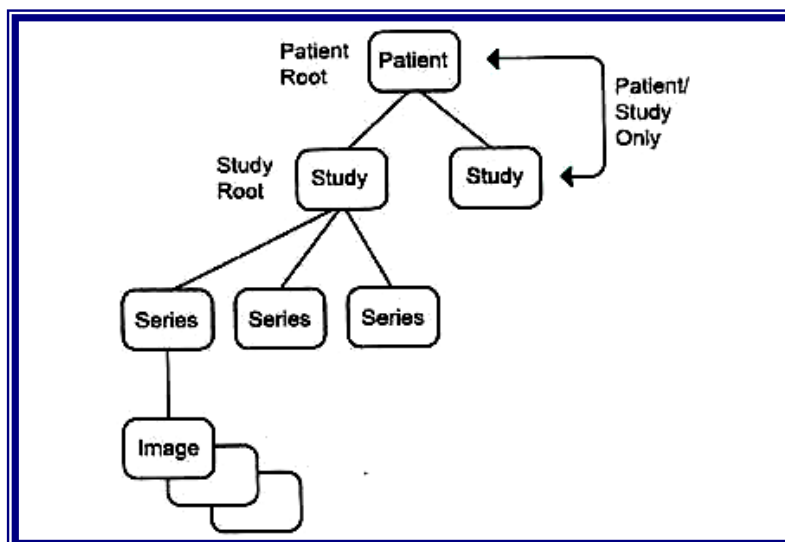 Patient
Root
Patient
Patient/
Study
Only
Study
Root
Study
Study
Series
Series
Series
Image